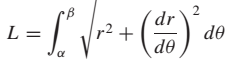 L = ∫_α^β √(r² + (dr/dθ)²) dθ